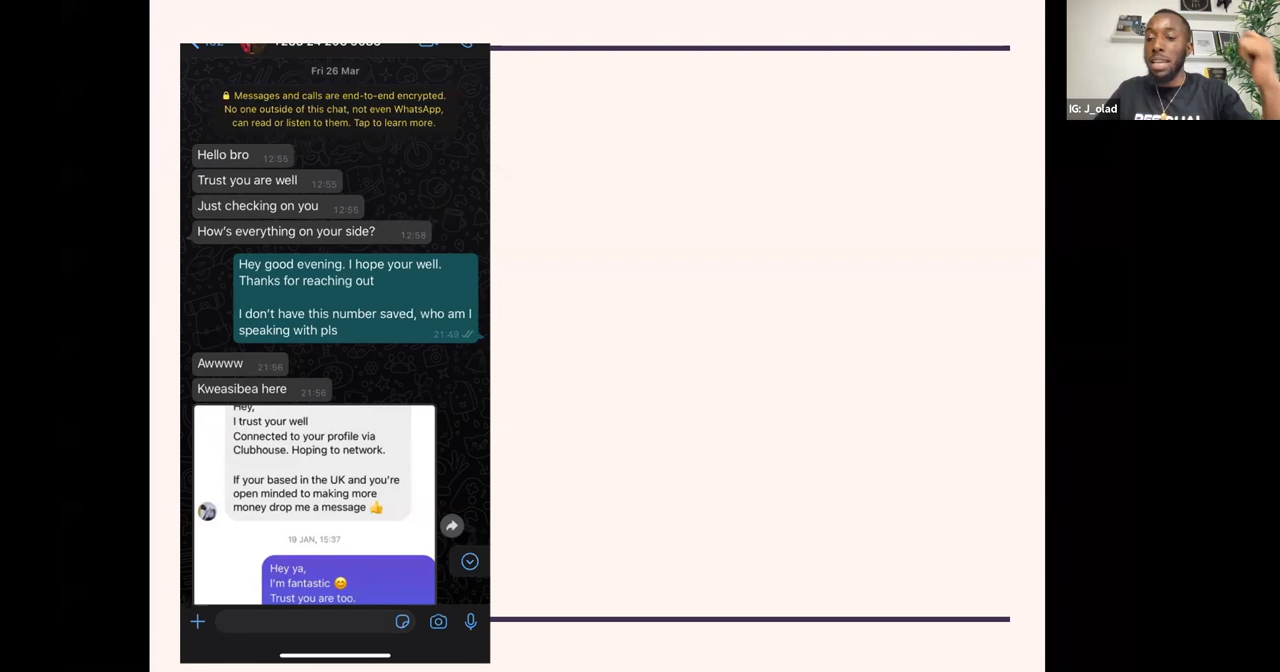 Fri 26 Mar
Messages and calls are end-to-end encrypted.
No one outside of this chat, not even WhatsApp,
can read or listen to them. Tap to learn more.
Hello bro 12:55
Trust you are well 12:55
Just checking on you 12:55
How's everything on your side? 12:58
Hey good evening. I hope your well.
Thanks for reaching out
I don't have this number saved, who am I
speaking with pls 21:49
Awwww 21:56
Kweasibea here 21:56
Hey,
I trust your well
Connected to your profile via
Clubhouse. Hoping to network.
If your based in the UK and you're
open minded to making more
money drop me a message 👍
19 JAN, 15:37
Hey ya,
I'm fantastic 😊
Trust you are too.
IG: J_olad